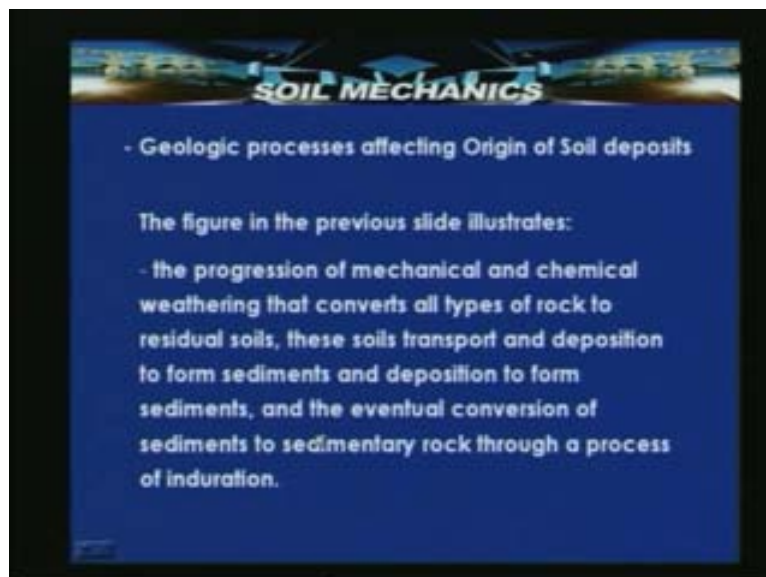 SOIL MECHANICS
- Geologic processes affecting Origin of Soil deposits
The figure in the previous slide illustrates:
- the progression of mechanical and chemical
weathering that converts all types of rock to
residual soils, these soils transport and deposition
to form sediments and deposition to form
sediments, and the eventual conversion of
sediments to sedimentary rock through a process
of induration.